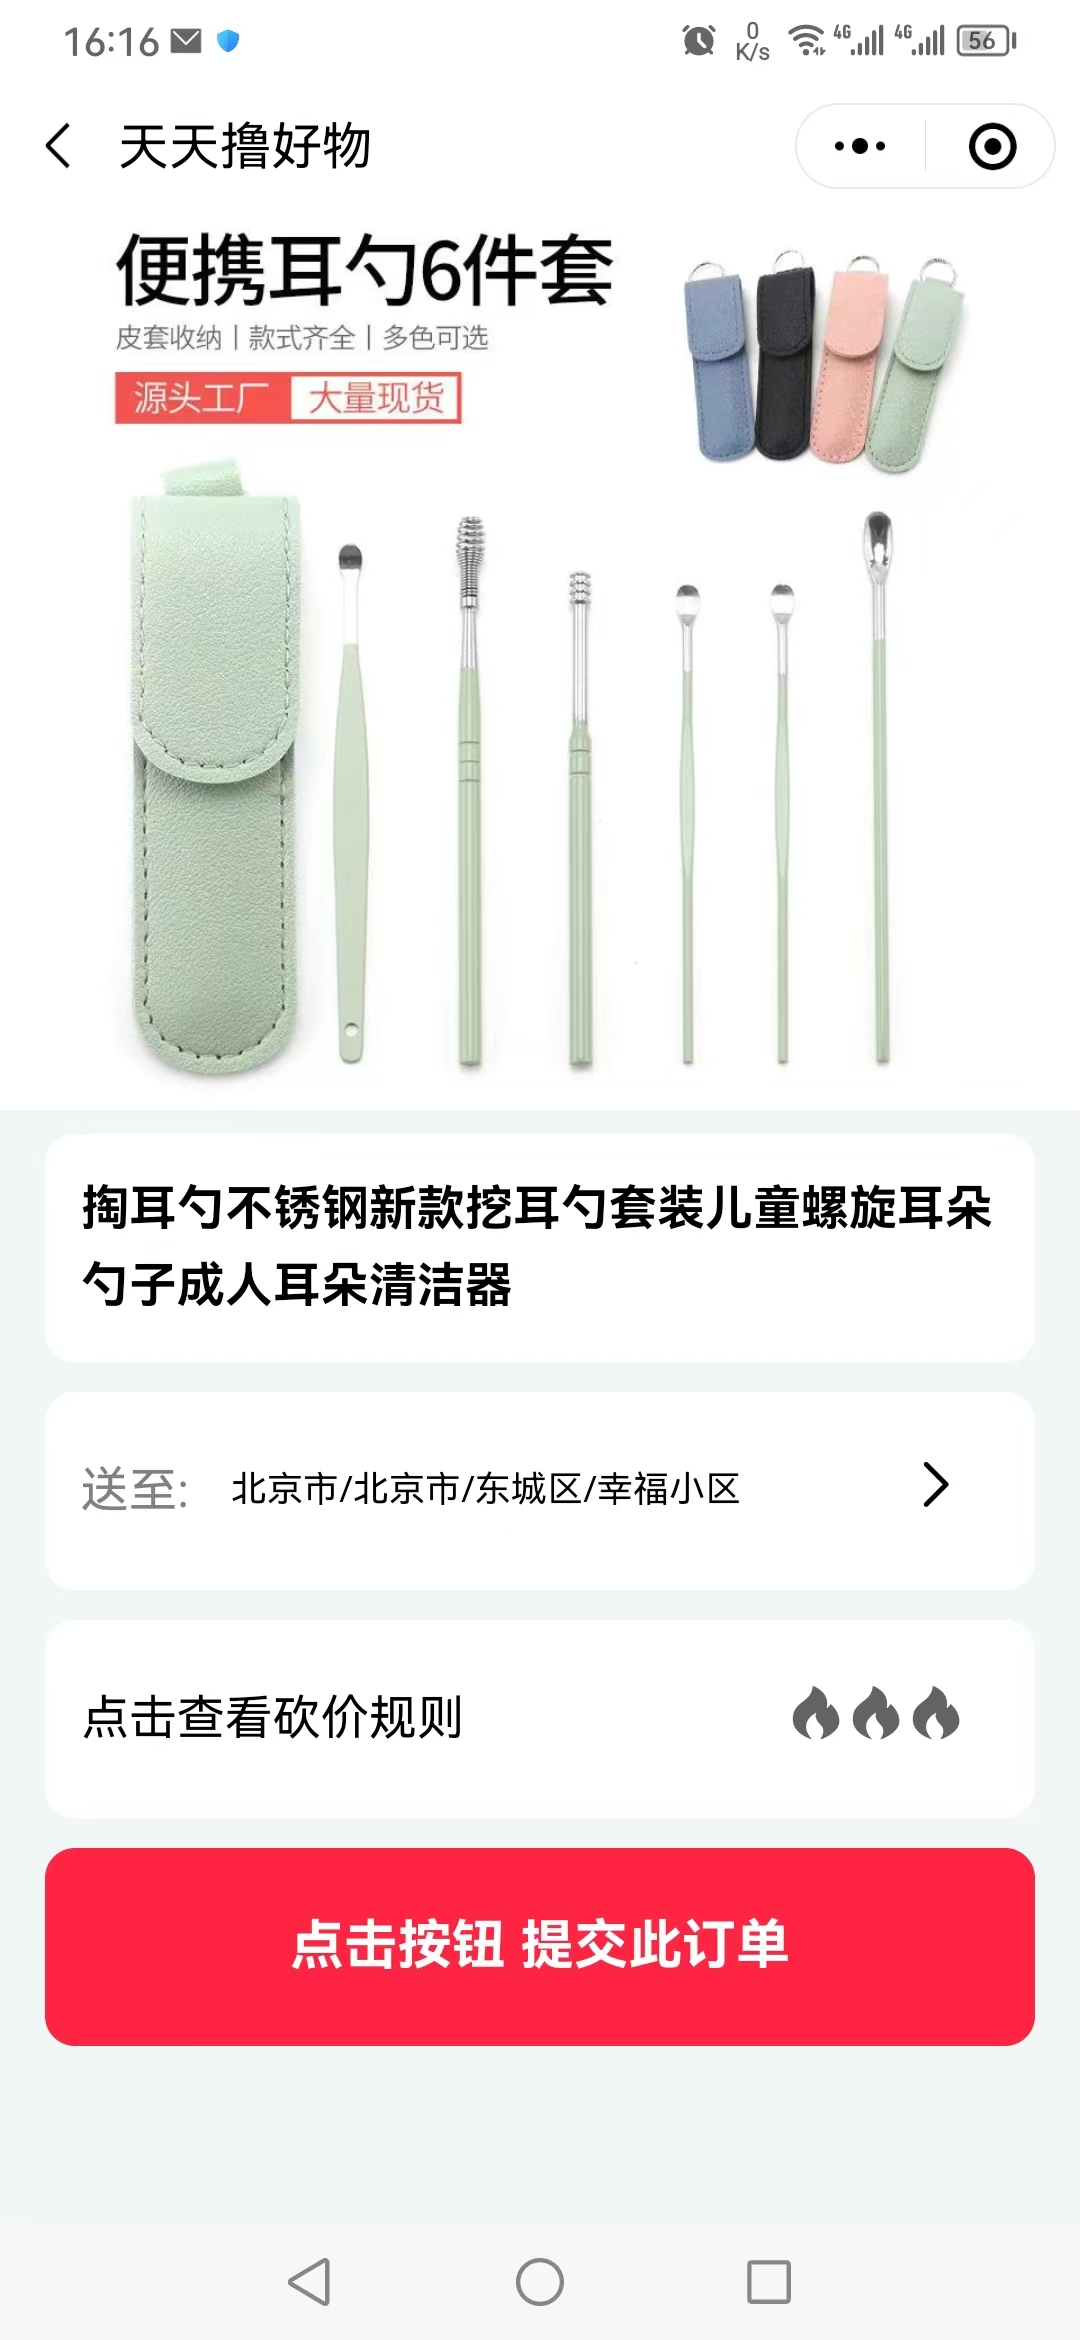 16:16
0
K/s
4G
4G
56
天天撸好物
便携耳勺6件套
皮套收纳丨款式齐全丨多色可选
源头工厂 大量现货
掏耳勺不锈钢新款挖耳勺套装儿童螺旋耳朵
勺子成人耳朵清洁器
送至: 北京市/北京市/东城区/幸福小区
点击查看砍价规则
点击按钮 提交此订单